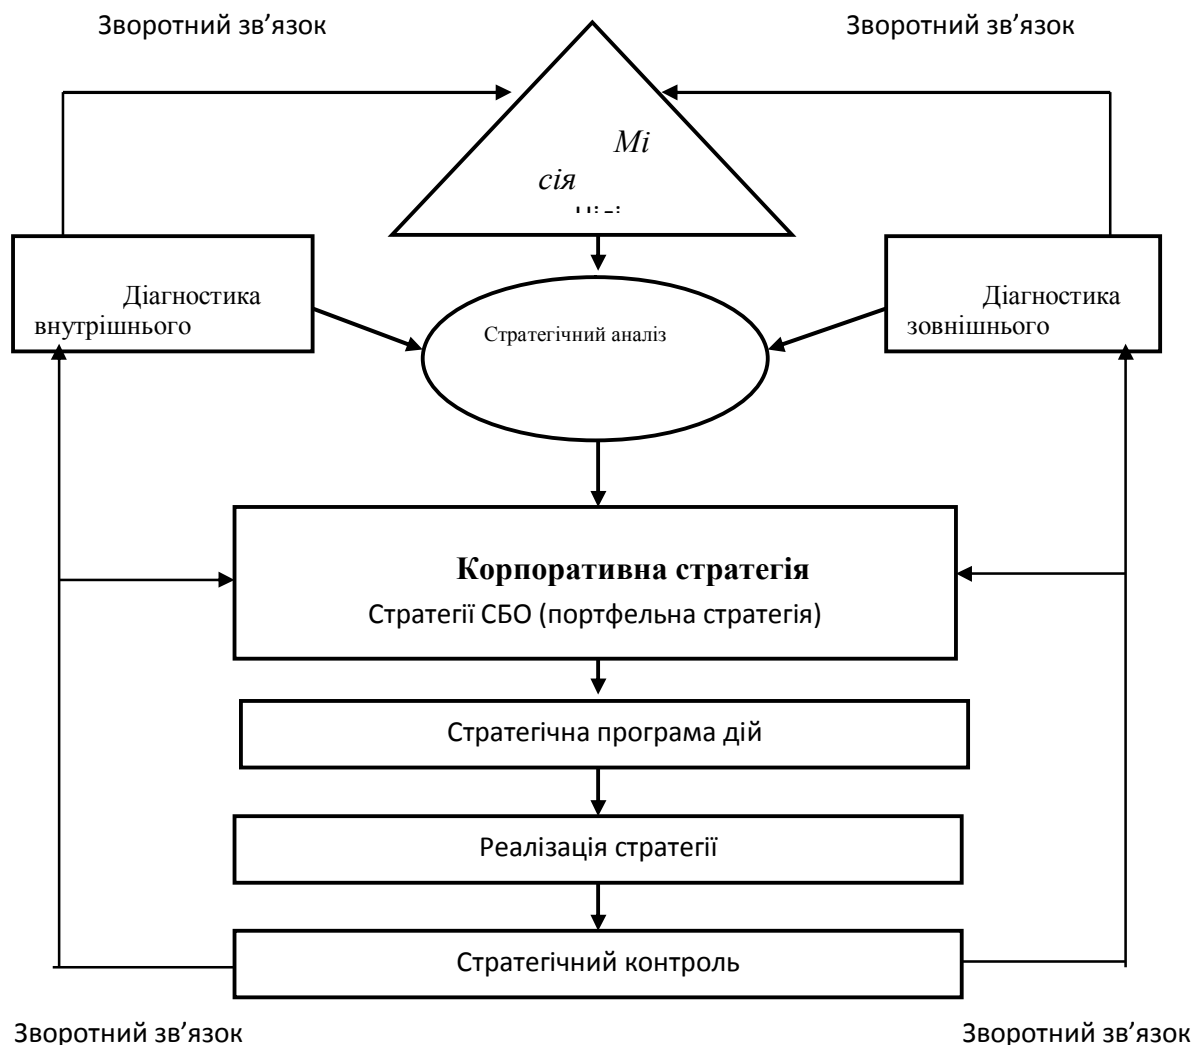 Зворотний зв’язок
Зворотний зв’язок
Мі
сія
Діагностика
внутрішнього
Діагностика
зовнішнього
Стратегічний аналіз
Корпоративна стратегія
Стратегії СБО (портфельна стратегія)
Стратегічна програма дій
Реалізація стратегії
Стратегічний контроль
Зворотний зв’язок
Зворотний зв’язок